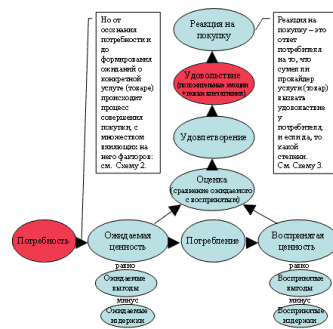 Реакция на
покупку
Но от
осознания
потребности и
до
формирования
ожиданий о
конкретной
услуге (товаре)
происходит
процесс
совершения
покупки, с
множеством
влияющих на
него факторов:
см. Схему 2.
Реакция на
покупку – это
ответ
потребителя
на то, что
сумел ли
провайдер
услуги (товар)
вызвать
удовольствие
у
потребителя,
и если да, то
какой
степени.
См. Схему 3.
Удовольствие
(положительные эмоции
+новые впечатления)
Удовлетворение
Оценка
(сравнение ожидаемого
с воспринятым)
Потребность
Ожидаемая
ценность
Потребление
Воспринятая
ценность
равно
Ожидаемые
выгоды
минус
Ожидаемые
издержки
равно
Воспринятые
выгоды
минус
Воспринятые
издержки